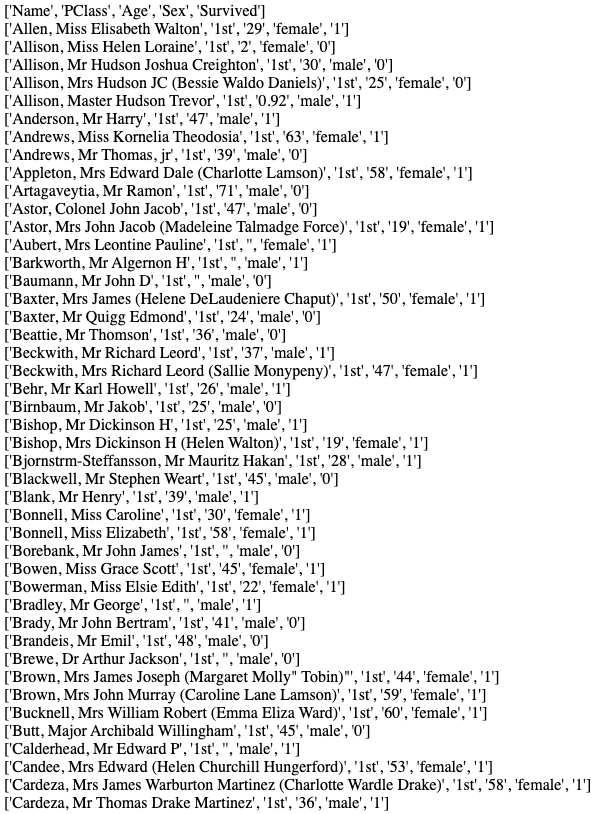 ['Name', 'PClass', 'Age', 'Sex', 'Survived']
['Allen, Miss Elisabeth Walton', '1st', '29', 'female', '1']
['Allison, Miss Helen Loraine', '1st', '2', 'female', '0']
['Allison, Mr Hudson Joshua Creighton', '1st', '30', 'male', '0']
['Allison, Mrs Hudson JC (Bessie Waldo Daniels)', '1st', '25', 'female', '0']
['Allison, Master Hudson Trevor', '1st', '0.92', 'male', '1']
['Anderson, Mr Harry', '1st', '47', 'male', '1']
['Andrews, Miss Kornelia Theodosia', '1st', '63', 'female', '1']
['Andrews, Mr Thomas, jr', '1st', '39', 'male', '0']
['Appleton, Mrs Edward Dale (Charlotte Lamson)', '1st', '58', 'female', '1']
['Artagaveytia, Mr Ramon', '1st', '71', 'male', '0']
['Astor, Colonel John Jacob', '1st', '47', 'male', '0']
['Astor, Mrs John Jacob (Madeleine Talmadge Force)', '1st', '19', 'female', '1']
['Aubert, Mrs Leontine Pauline', '1st', '', 'female', '1']
['Barkworth, Mr Algernon H', '1st', '', 'male', '1']
['Baumann, Mr John D', '1st', '', 'male', '0']
['Baxter, Mrs James (Helene DeLaudeniere Chaput)', '1st', '50', 'female', '1']
['Baxter, Mr Quigg Edmond', '1st', '24', 'male', '0']
['Beattie, Mr Thomson', '1st', '36', 'male', '0']
['Beckwith, Mr Richard Leord', '1st', '37', 'male', '1']
['Beckwith, Mrs Richard Leord (Sallie Monypeny)', '1st', '47', 'female', '1']
['Behr, Mr Karl Howell', '1st', '26', 'male', '1']
['Birnbaum, Mr Jakob', '1st', '25', 'male', '0']
['Bishop, Mr Dickinson H', '1st', '25', 'male', '1']
['Bishop, Mrs Dickinson H (Helen Walton)', '1st', '19', 'female', '1']
['Bjornstrm-Steffansson, Mr Mauritz Hakan', '1st', '28', 'male', '1']
['Blackwell, Mr Stephen Weart', '1st', '45', 'male', '0']
['Blank, Mr Henry', '1st', '39', 'male', '1']
['Bonnell, Miss Caroline', '1st', '30', 'female', '1']
['Bonnell, Miss Elizabeth', '1st', '58', 'female', '1']
['Borebank, Mr John James', '1st', '', 'male', '0']
['Bowen, Miss Grace Scott', '1st', '45', 'female', '1']
['Bowerman, Miss Elsie Edith', '1st', '22', 'female', '1']
['Bradley, Mr George', '1st', '', 'male', '1']
['Brady, Mr John Bertram', '1st', '41', 'male', '0']
['Brandeis, Mr Emil', '1st', '48', 'male', '0']
['Brewe, Dr Arthur Jackson', '1st', '', 'male', '0']
['Brown, Mrs James Joseph (Margaret Molly" Tobin)"', '1st', '44', 'female', '1']
['Brown, Mrs John Murray (Caroline Lane Lamson)', '1st', '59', 'female', '1']
['Bucknell, Mrs William Robert (Emma Eliza Ward)', '1st', '60', 'female', '1']
['Butt, Major Archibald Willingham', '1st', '45', 'male', '0']
['Calderhead, Mr Edward P', '1st', '', 'male', '1']
['Candee, Mrs Edward (Helen Churchill Hungerford)', '1st', '53', 'female', '1']
['Cardeza, Mrs James Warburton Martinez (Charlotte Wardle Drake)', '1st', '58', 'female', '1']
['Cardeza, Mr Thomas Drake Martinez', '1st', '36', 'male', '1']